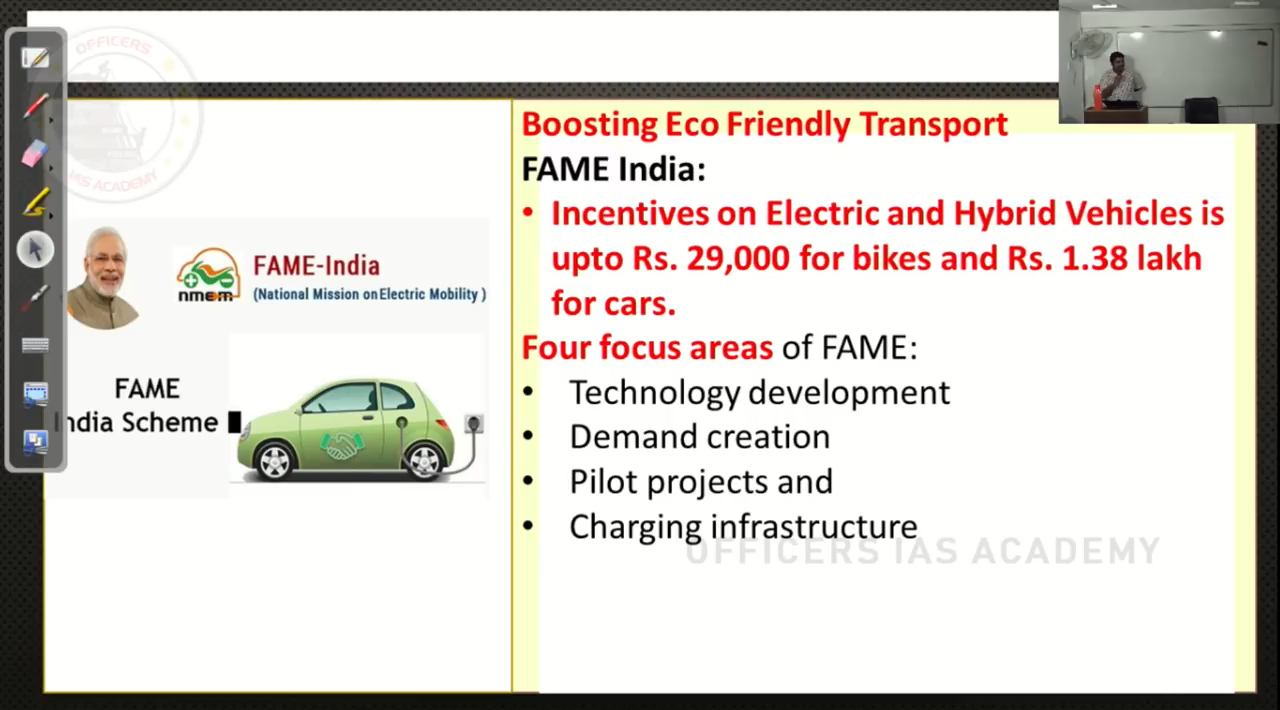 OFFICERS
IAS ACADEMY
nmem
FAME-India
(National Mission on Electric Mobility )
FAME
India Scheme
Boosting Eco Friendly Transport
FAME India:
• Incentives on Electric and Hybrid Vehicles is
upto Rs. 29,000 for bikes and Rs. 1.38 lakh
for cars.
Four focus areas of FAME:
• Technology development
• Demand creation
• Pilot projects and
• Charging infrastructure
OFFICERS IAS ACADEMY